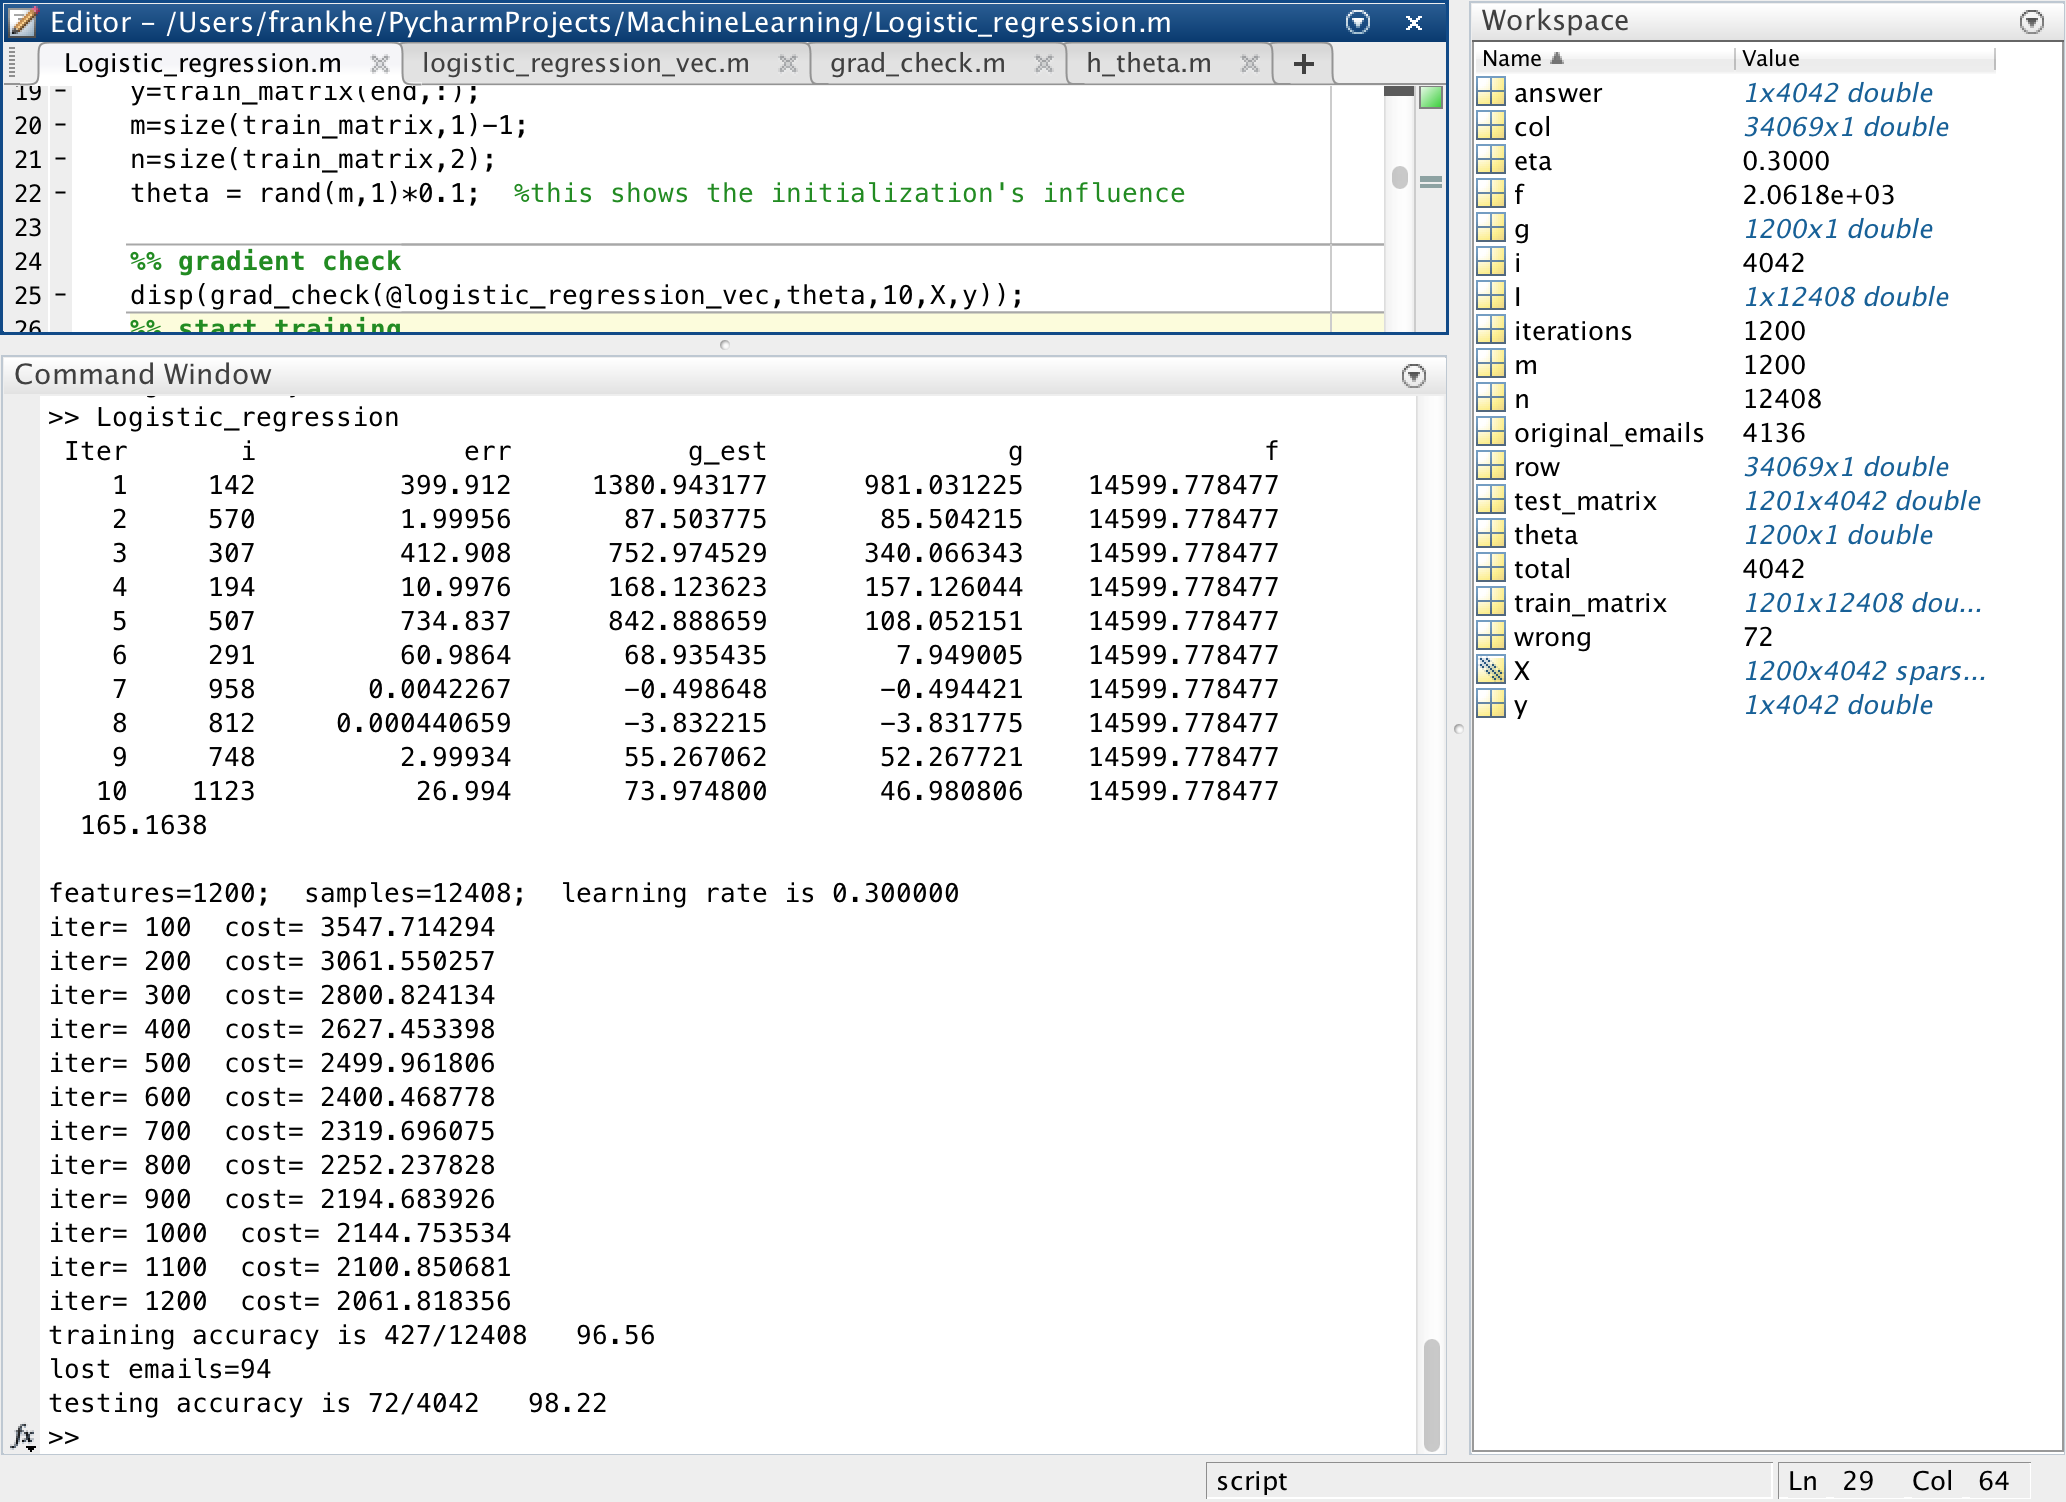 Editor – /Users/frankhe/PycharmProjects/MachineLearning/Logistic_regression.m
Logistic_regression.m logistic_regression_vec.m grad_check.m h_theta.m +
19 – y=train_matrix(end,:);
20 – m=size(train_matrix,1)-1;
21 – n=size(train_matrix,2);
22 – theta = rand(m,1)*0.1; %this shows the initialization's influence
23
24 %% gradient check
25 – disp(grad_check(@logistic_regression_vec,theta,10,X,y));
26 %% start training
Command Window
>> Logistic_regression
Iter i err g_est g f
1 142 399.912 1380.943177 981.031225 14599.778477
2 570 1.99956 87.503775 85.504215 14599.778477
3 307 412.908 752.974529 340.066343 14599.778477
4 194 10.9976 168.123623 157.126044 14599.778477
5 507 734.837 842.888659 108.052151 14599.778477
6 291 60.9864 68.935435 7.949005 14599.778477
7 958 0.0042267 -0.498648 -0.494421 14599.778477
8 812 0.000440659 -3.832215 -3.831775 14599.778477
9 748 2.99934 55.267062 52.267721 14599.778477
10 1123 26.994 73.974800 46.980806 14599.778477
165.1638
features=1200; samples=12408; learning rate is 0.300000
iter= 100 cost= 3547.714294
iter= 200 cost= 3061.550257
iter= 300 cost= 2800.824134
iter= 400 cost= 2627.453398
iter= 500 cost= 2499.961806
iter= 600 cost= 2400.468778
iter= 700 cost= 2319.696075
iter= 800 cost= 2252.237828
iter= 900 cost= 2194.683926
iter= 1000 cost= 2144.753534
iter= 1100 cost= 2100.850681
iter= 1200 cost= 2061.818356
training accuracy is 427/12408 96.56
lost emails=94
testing accuracy is 72/4042 98.22
fx >>
Workspace
Name Value
answer 1x4042 double
col 34069x1 double
eta 0.3000
f 2.0618e+03
g 1200x1 double
i 4042
I 1x12408 double
iterations 1200
m 1200
n 12408
original_emails 4136
row 34069x1 double
test_matrix 1201x4042 double
theta 1200x1 double
total 4042
train_matrix 1201x12408 dou...
wrong 72
X 1200x4042 spars...
y 1x4042 double
script Ln 29 Col 64